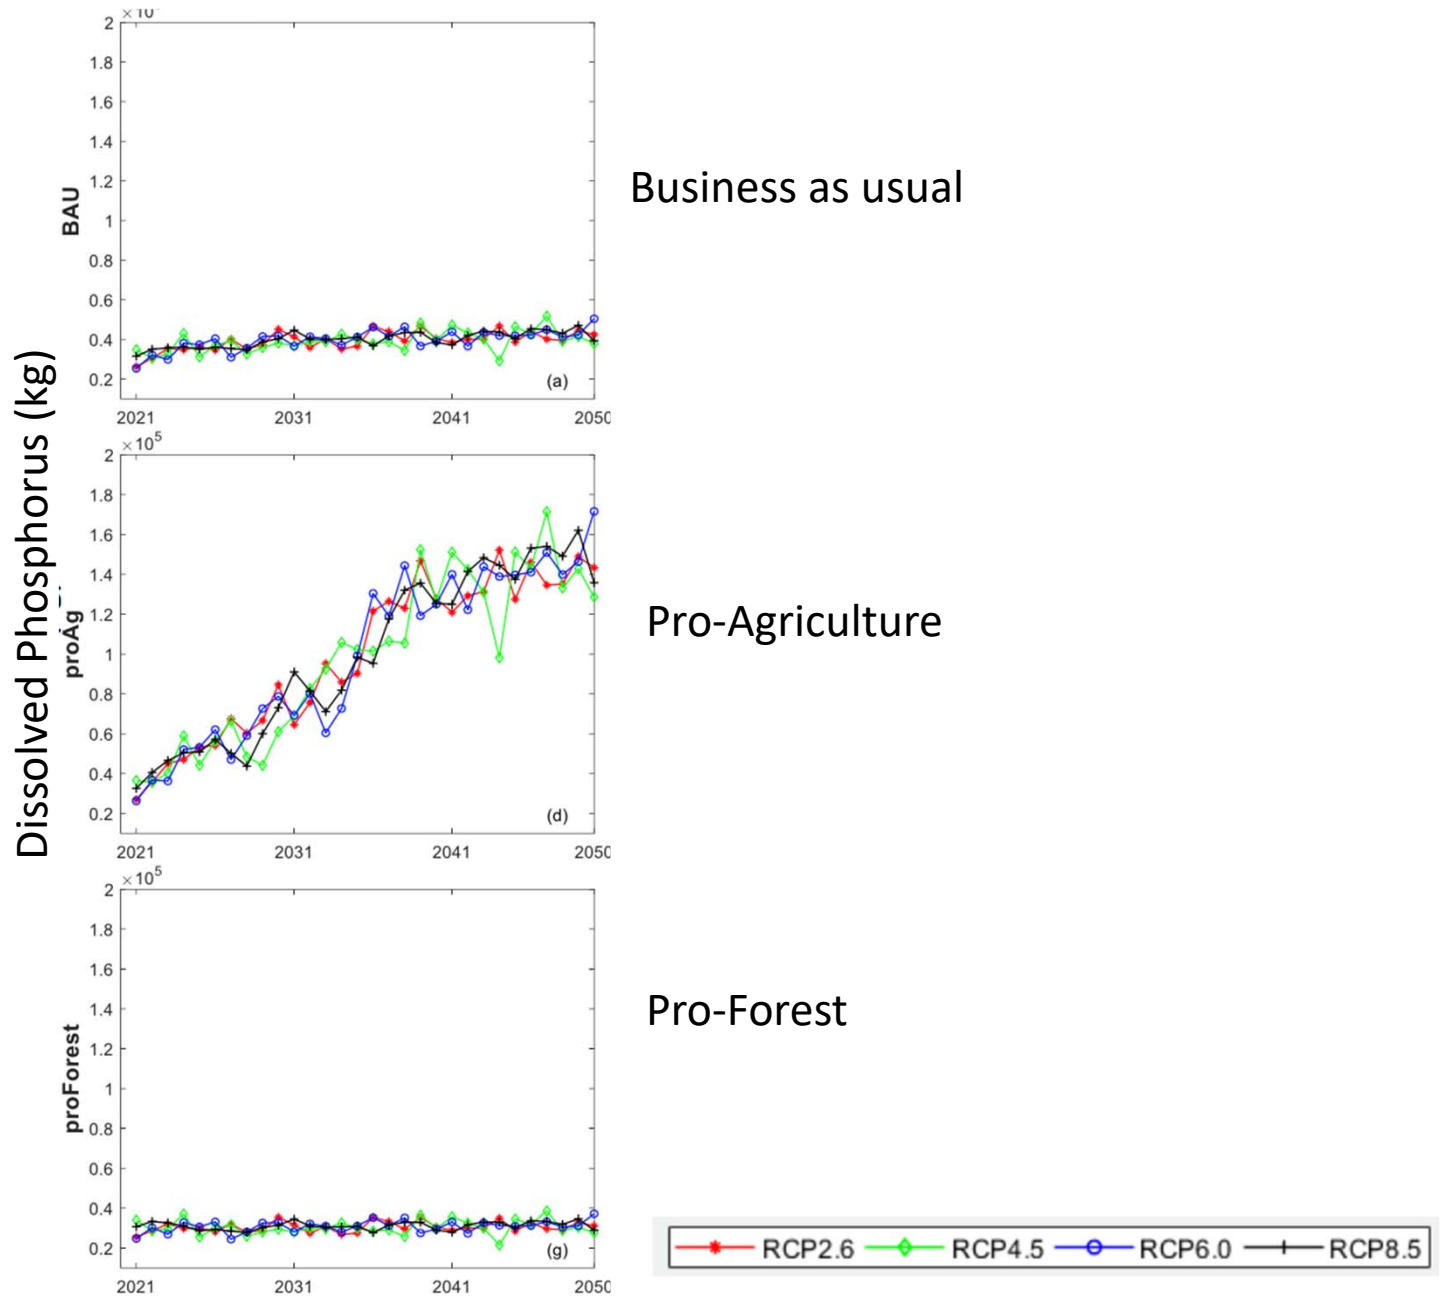 Dissolved Phosphorus (kg)
2
1.8
1.6
1.4
1.2
1
0.8
0.6
0.4
0.2
BAU
(a)
2021 2031 2041 2050
Business as usual
×10⁵
2
1.8
1.6
1.4
1.2
1
0.8
0.6
0.4
0.2
proAg
(d)
2021 2031 2041 2050
Pro-Agriculture
×10⁵
2
1.8
1.6
1.4
1.2
1
0.8
0.6
0.4
0.2
proForest
(g)
2021 2031 2041 2050
Pro-Forest
RCP2.6 RCP4.5 RCP6.0 RCP8.5